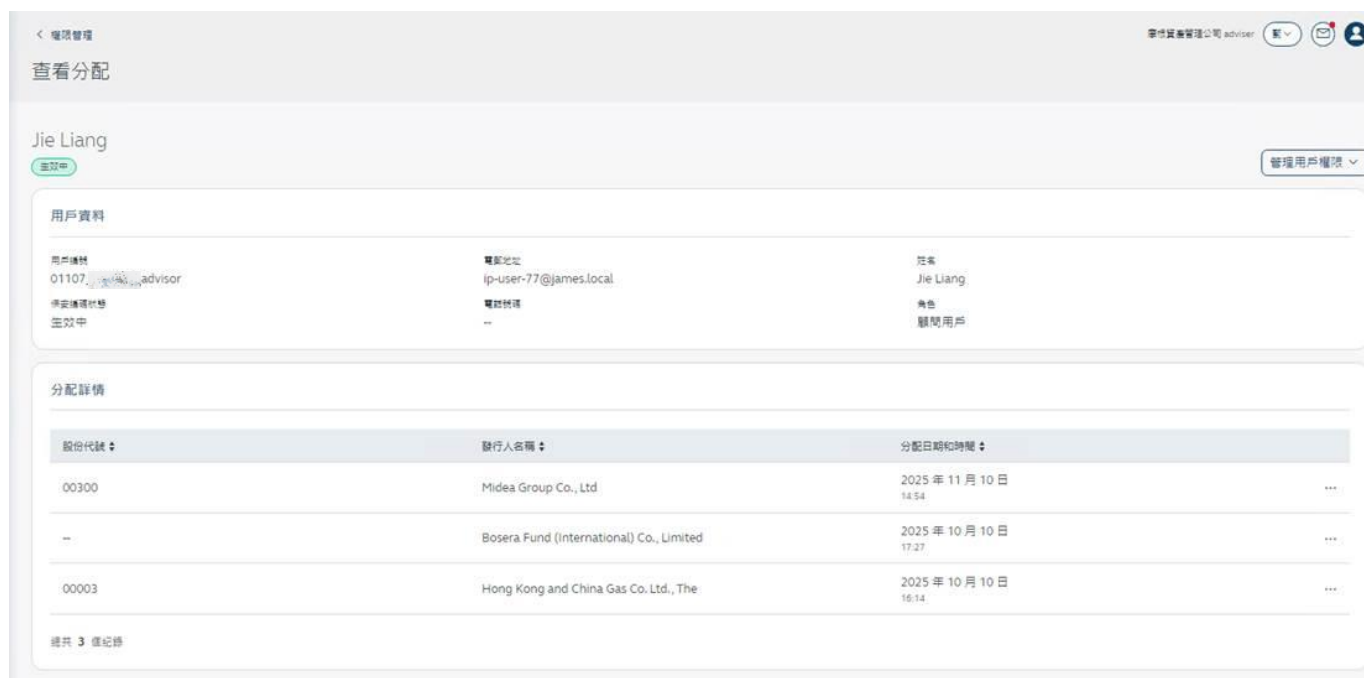 權限管理
adviser
查看分配
Jie Liang
生效中
管理用戶權限
用戶資料
用戶編號
電郵地址
姓名
01107 advisor
ip-user-77@james.local
Jie Liang
保安編碼狀態
電話號碼
角色
生效中
--
顧問用戶
分配詳情
股份代號
發行人名稱
分配日期和時間
00300
Midea Group Co., Ltd
2025 年 11 月 10 日
14:54
--
Bosera Fund (International) Co., Limited
2025 年 10 月 10 日
17:27
00003
Hong Kong and China Gas Co. Ltd., The
2025 年 10 月 10 日
16:14
總共 3 個紀錄